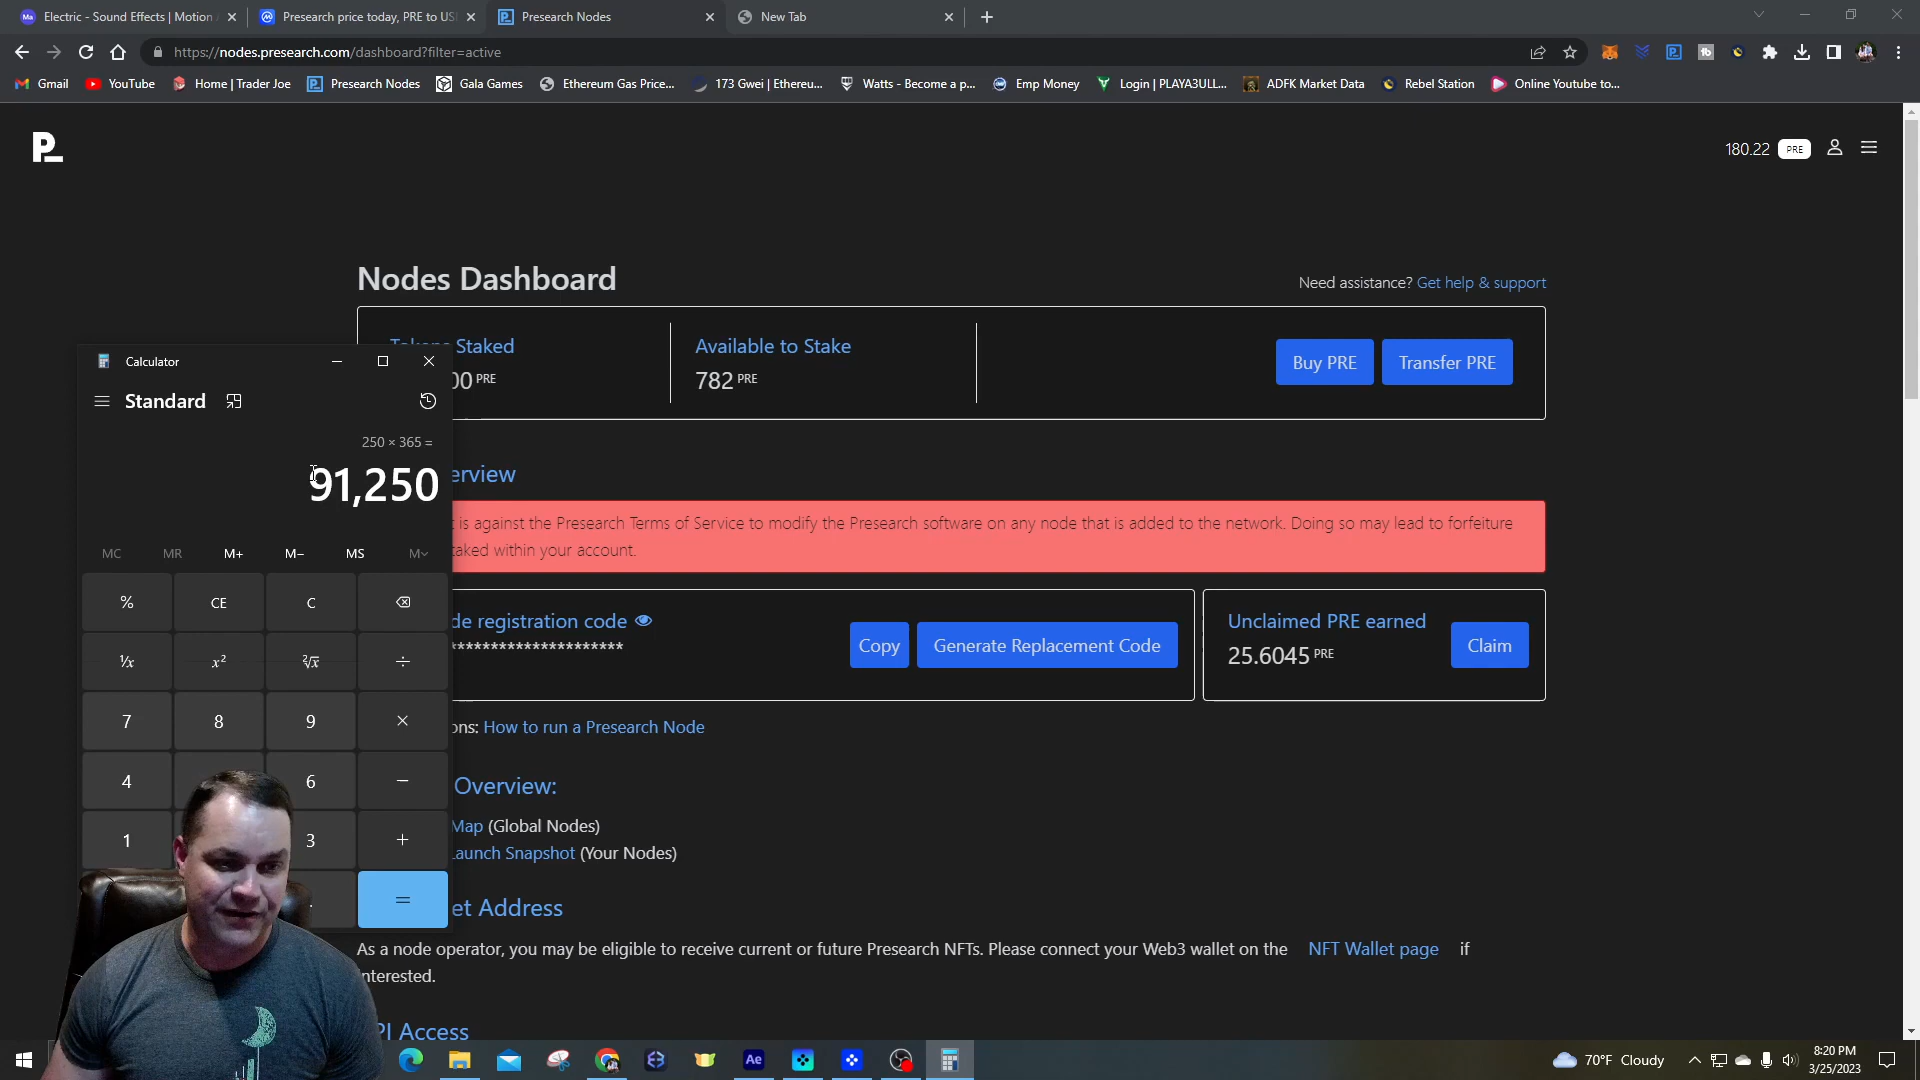 Electric - Sound Effects | Motion
Presearch price today, PRE to US
Presearch Nodes
New Tab
https://nodes.presearch.com/dashboard?filter=active
Gmail
YouTube
Home | Trader Joe
Presearch Nodes
Gala Games
Ethereum Gas Price...
173 Gwei | Ethereu...
Watts - Become a p...
Emp Money
Login | PLAYA3ULL...
ADFK Market Data
Rebel Station
Online Youtube to...
P_
180.22 PRE
Nodes Dashboard
Need assistance? Get help & support
Staked
00 PRE
Available to Stake
782 PRE
Buy PRE
Transfer PRE
Calculator
Standard
250 × 365 =
91,250
MC MR M+ M− MS M
% CE C
¹/x x² ²√x ÷
7 8 9 ×
4 6 −
1 3 +
. =
erview
is against the Presearch Terms of Service to modify the Presearch software on any node that is added to the network. Doing so may lead to forfeiture
taked within your account.
de registration code
********************
Copy
Generate Replacement Code
Unclaimed PRE earned
25.6045 PRE
Claim
ons: How to run a Presearch Node
Overview:
Map (Global Nodes)
aunch Snapshot (Your Nodes)
et Address
As a node operator, you may be eligible to receive current or future Presearch NFTs. Please connect your Web3 wallet on the NFT Wallet page if
nterested.
PI Access
Ae
70°F Cloudy
8:20 PM
3/25/2023